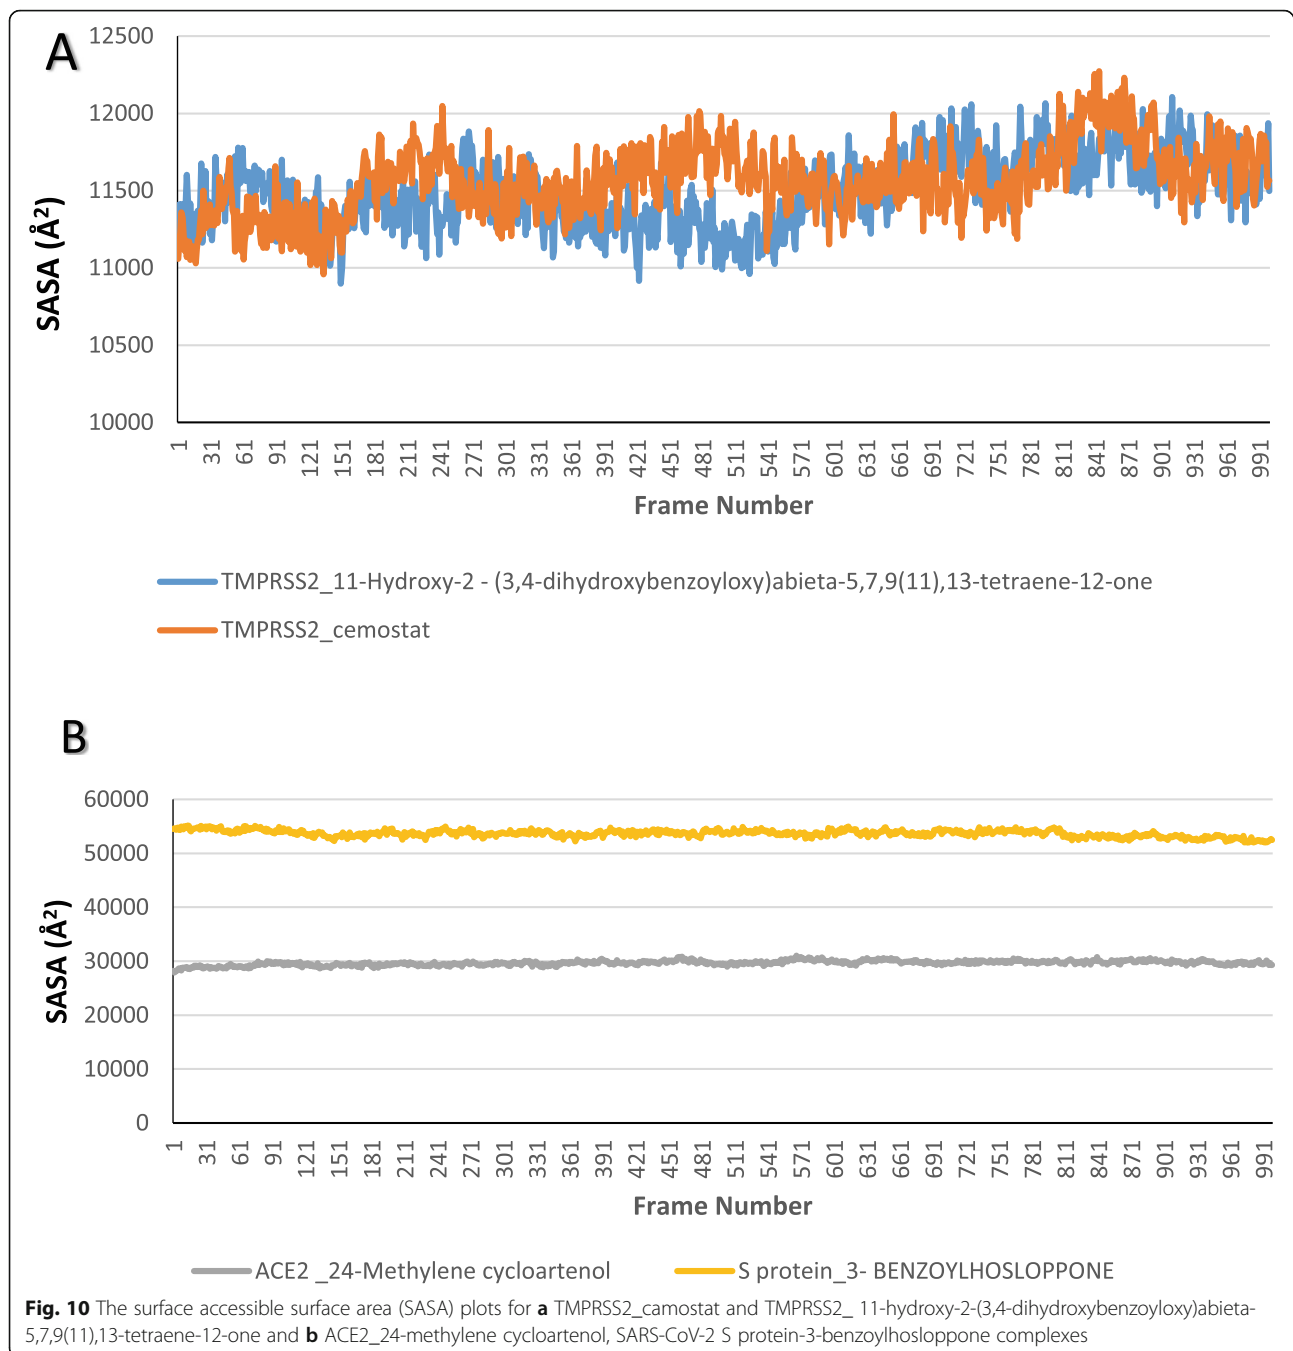 A
12500
12000
11500
11000
10500
10000
SASA (Å²)
1 31 61 91 121 151 181 211 241 271 301 331 361 391 421 451 481 511 541 571 601 631 661 691 721 751 781 811 841 871 901 931 961 991
Frame Number
TMPRSS2_11-Hydroxy-2 - (3,4-dihydroxybenzoyloxy)abieta-5,7,9(11),13-tetraene-12-one
TMPRSS2_cemostat
B
60000
50000
40000
30000
20000
10000
0
SASA (Å²)
1 31 61 91 121 151 181 211 241 271 301 331 361 391 421 451 481 511 541 571 601 631 661 691 721 751 781 811 841 871 901 931 961 991
Frame Number
ACE2 _24-Methylene cycloartenol S protein_3- BENZOYLHOSLOPPONE
Fig. 10 The surface accessible surface area (SASA) plots for a TMPRSS2_camostat and TMPRSS2_ 11-hydroxy-2-(3,4-dihydroxybenzoyloxy)abieta-
5,7,9(11),13-tetraene-12-one and b ACE2_24-methylene cycloartenol, SARS-CoV-2 S protein-3-benzoylhosloppone complexes